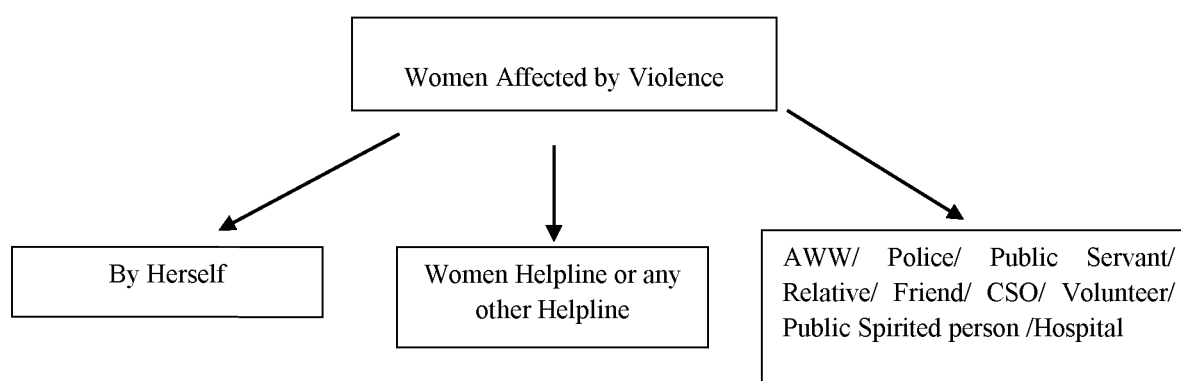 Women Affected by Violence
By Herself
Women Helpline or any
other Helpline
AWW/ Police/ Public Servant/
Relative/ Friend/ CSO/ Volunteer/
Public Spirited person /Hospital